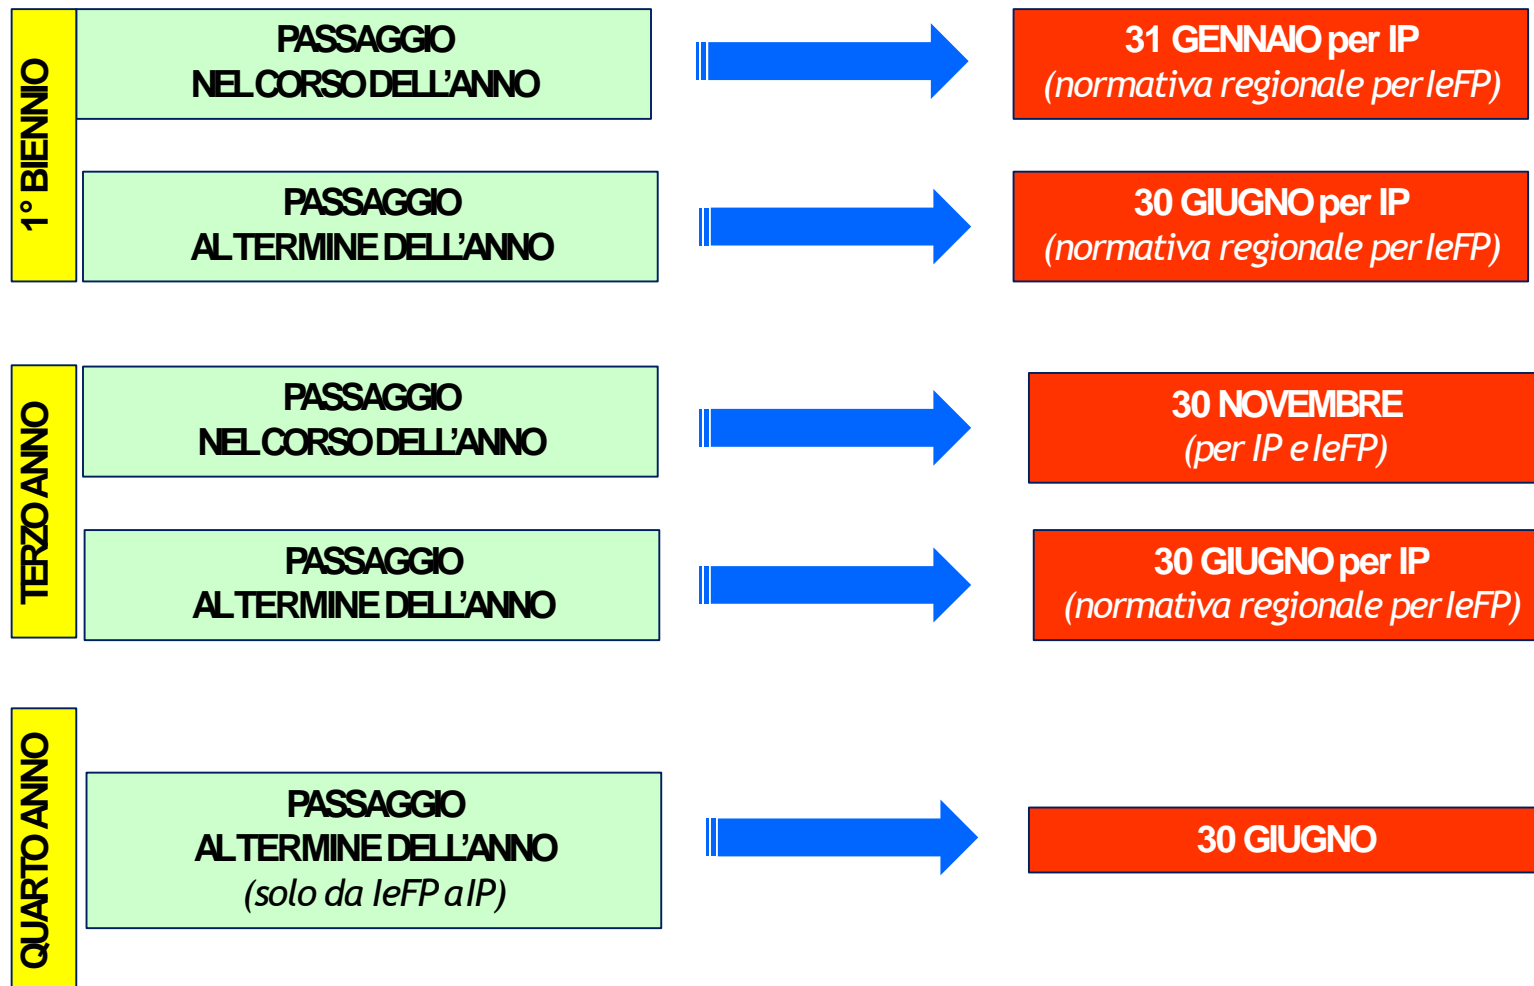 1° BIENNIO
PASSAGGIO
NEL CORSO DELL'ANNO
31 GENNAIO per IP
(normativa regionale per IeFP)
PASSAGGIO
AL TERMINE DELL'ANNO
30 GIUGNO per IP
(normativa regionale per IeFP)
TERZO ANNO
PASSAGGIO
NEL CORSO DELL'ANNO
30 NOVEMBRE
(per IP e IeFP)
PASSAGGIO
AL TERMINE DELL'ANNO
30 GIUGNO per IP
(normativa regionale per IeFP)
QUARTO ANNO
PASSAGGIO
AL TERMINE DELL'ANNO
(solo da IeFP a IP)
30 GIUGNO